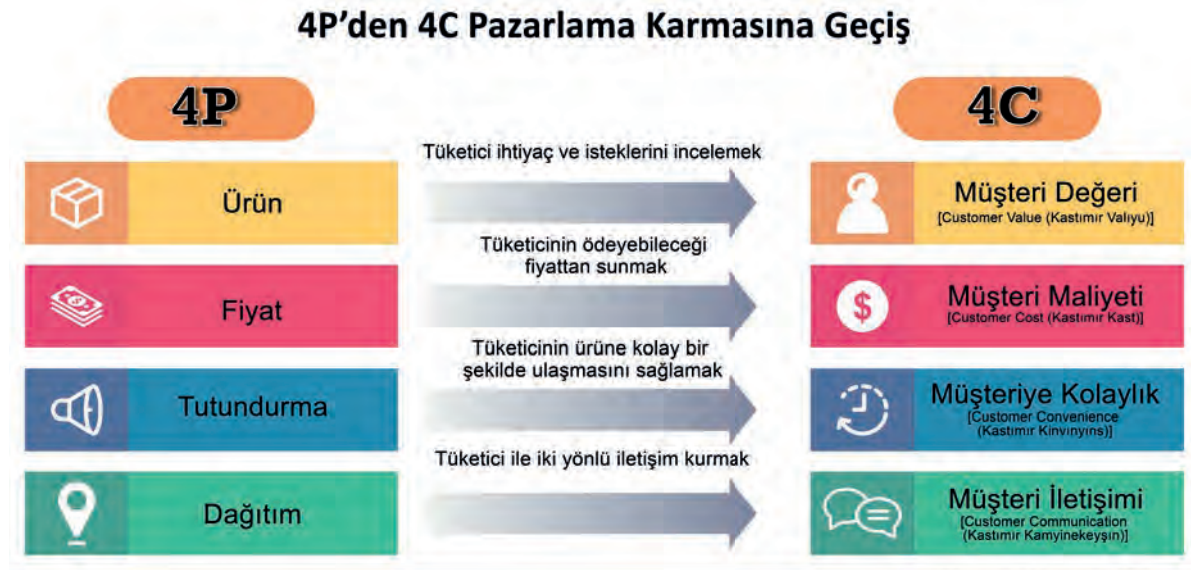 4P’den 4C Pazarlama Karmasına Geçiş
4P
4C
Ürün
Tüketici ihtiyaç ve isteklerini incelemek
Müşteri Değeri
[Customer Value (Kastımır Valiyu)]
Fiyat
Tüketicinin ödeyebileceği
fiyattan sunmak
$
Müşteri Maliyeti
[Customer Cost (Kastımır Kast)]
Tutundurma
Tüketicinin ürüne kolay bir
şekilde ulaşmasını sağlamak
Müşteriye Kolaylık
[Customer Convenience
(Kastımır Kınvinyıns)]
Dağıtım
Tüketici ile iki yönlü iletişim kurmak
Müşteri İletişimi
[Customer Communication
(Kastımır Kamyinekeyşın)]